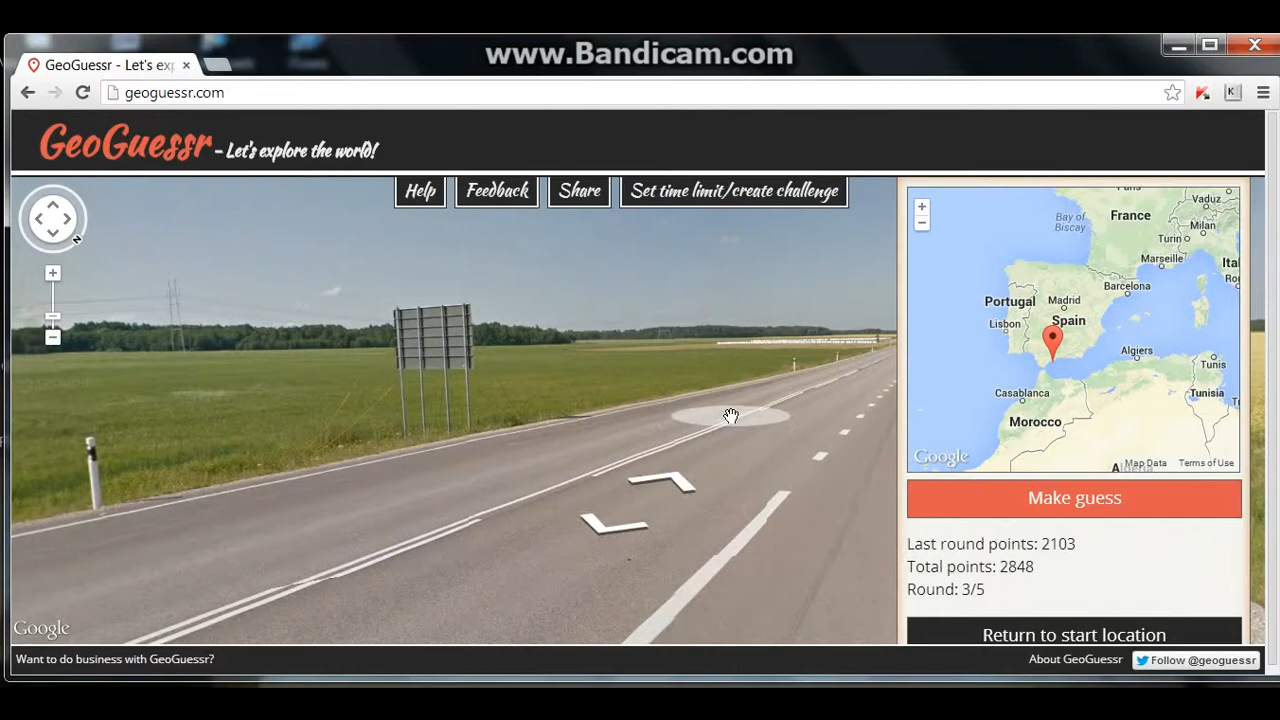 www.Bandicam.com
GeoGuessr - Let's exp
geoguessr.com
K
GeoGuessr - Let's explore the world!
Help
Feedback
Share
Set time limit/create challenge
N
Paris
France
Vaduz
Bay of
Biscay
Milan
Turin
Marseille
Ital
Barcelona
Portugal
Madrid
Spain
Lisbon
Algiers
Tunis
Casablanca
Tunisia
Morocco
Google
Map Data
Terms of Use
Make guess
Last round points: 2103
Total points: 2848
Round: 3/5
Return to start location
Google
Want to do business with GeoGuessr?
About GeoGuessr
Follow @geoguessr